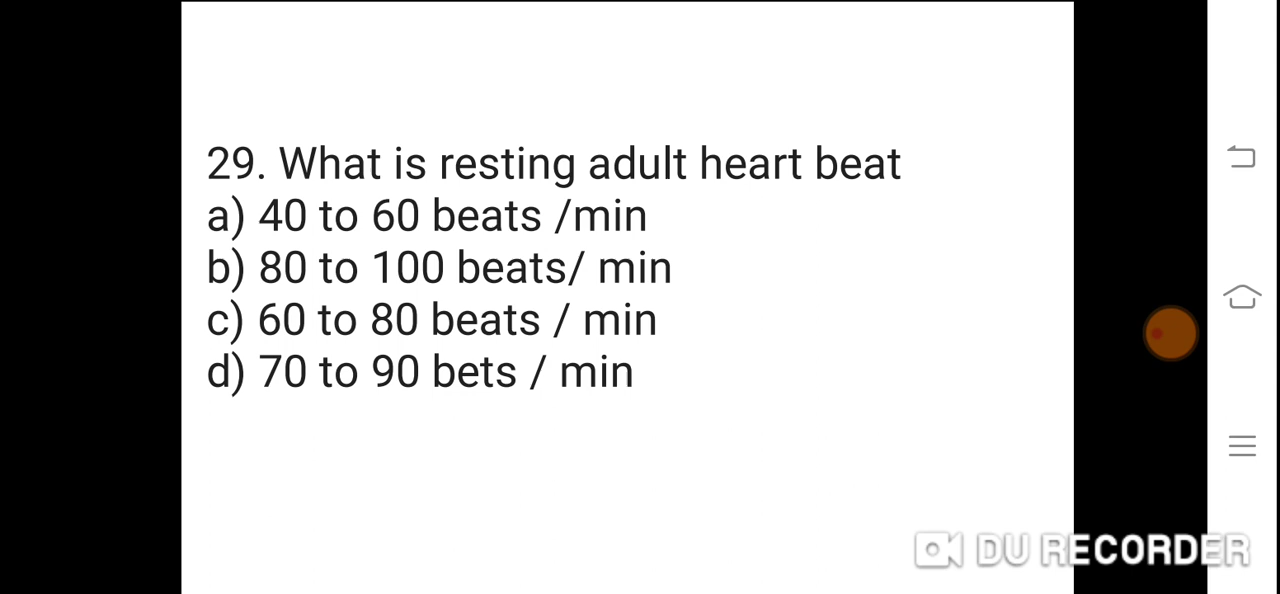 29. What is resting adult heart beat
a) 40 to 60 beats /min
b) 80 to 100 beats/ min
c) 60 to 80 beats / min
d) 70 to 90 bets / min
DU RECORDER